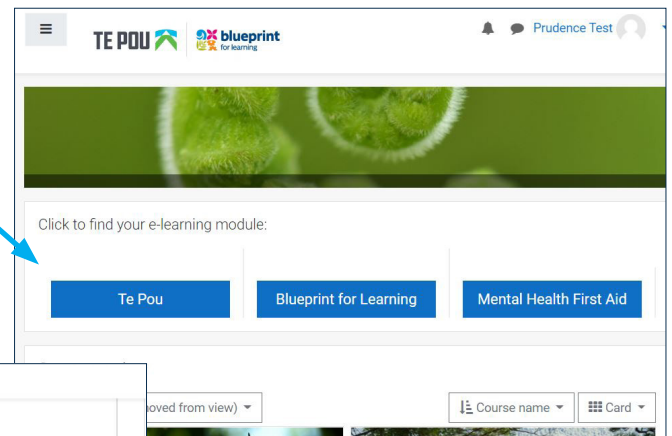 TE POU blueprint
for learning
Prudence Test
Click to find your e-learning module:
Te Pou Blueprint for Learning Mental Health First Aid
from view) Course name Card